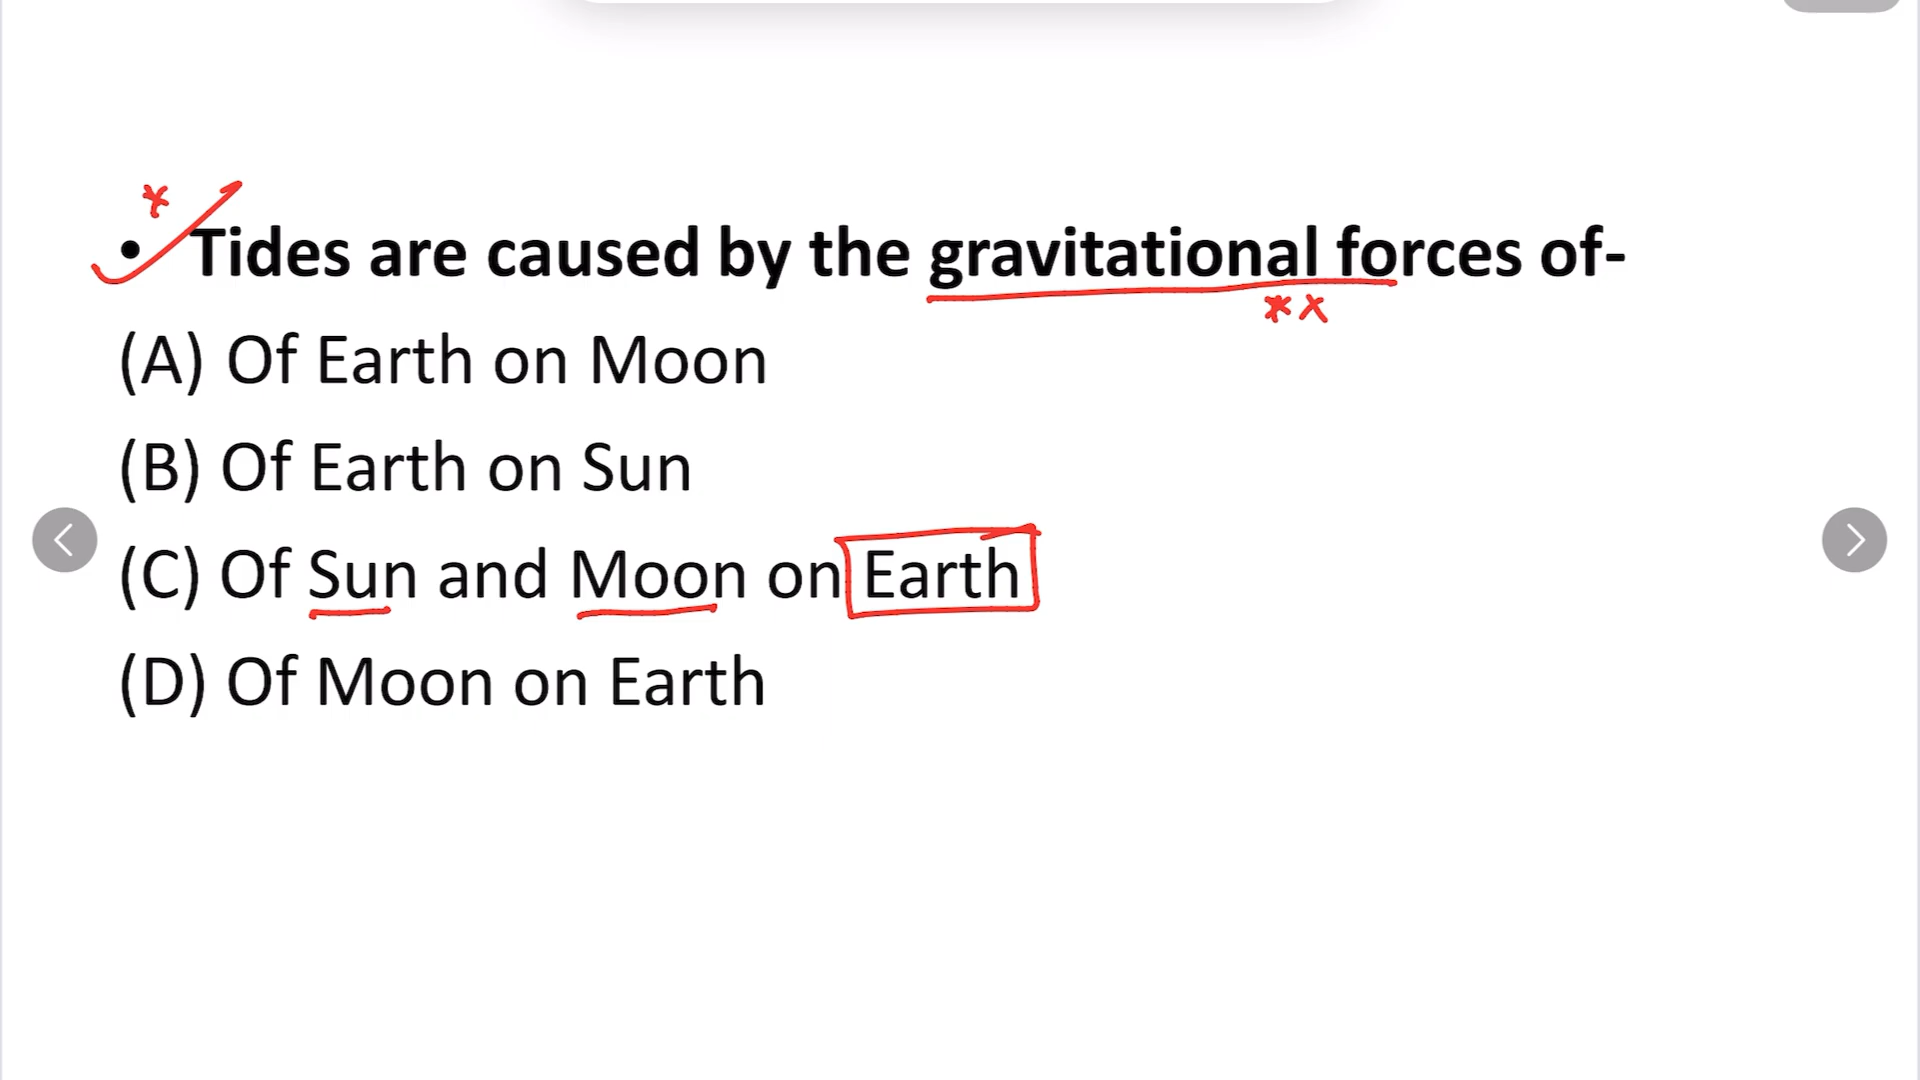 • Tides are caused by the gravitational forces of-
(A) Of Earth on Moon
(B) Of Earth on Sun
(C) Of Sun and Moon on Earth
(D) Of Moon on Earth